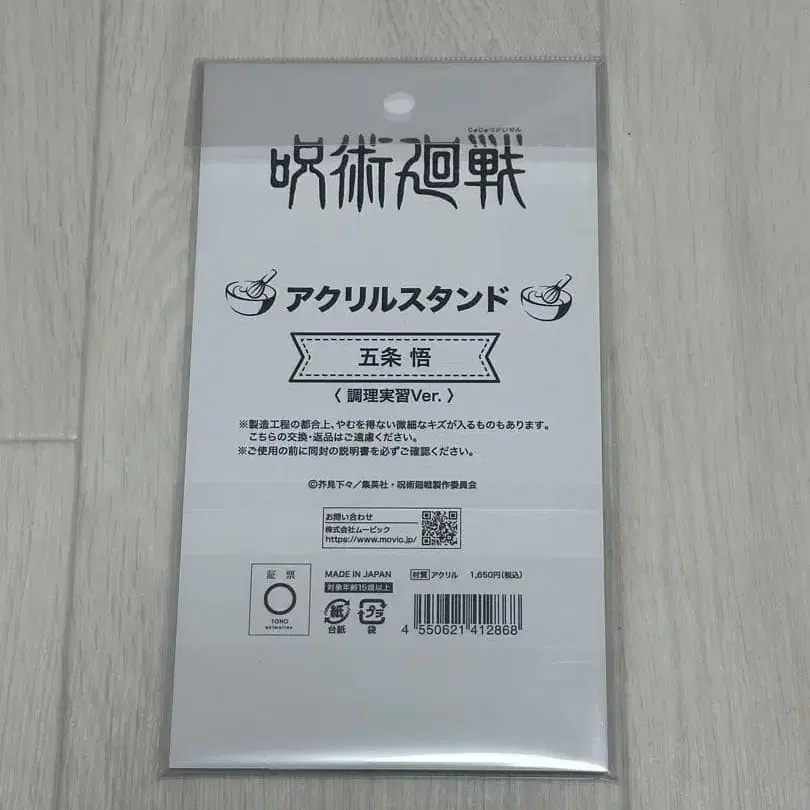 じゅじゅつかいせん
呪術廻戦
アクリルスタンド
五条 悟
〈 調理実習Ver. 〉
※製造工程の都合上、やむを得ない微細なキズが入るものもあります。
こちらの交換・返品はご遠慮ください。
※ご使用の前に同封の説明書を必ずご確認ください。
©芥見下々／集英社・呪術廻戦製作委員会
お問い合わせ
株式会社ムービック
https://www.movic.jp/
証票
TOHO
animation
MADE IN JAPAN
対象年齢15歳以上
紙
台紙
プラ
袋
材質 アクリル 1,650円(税込)
4 550621 412868